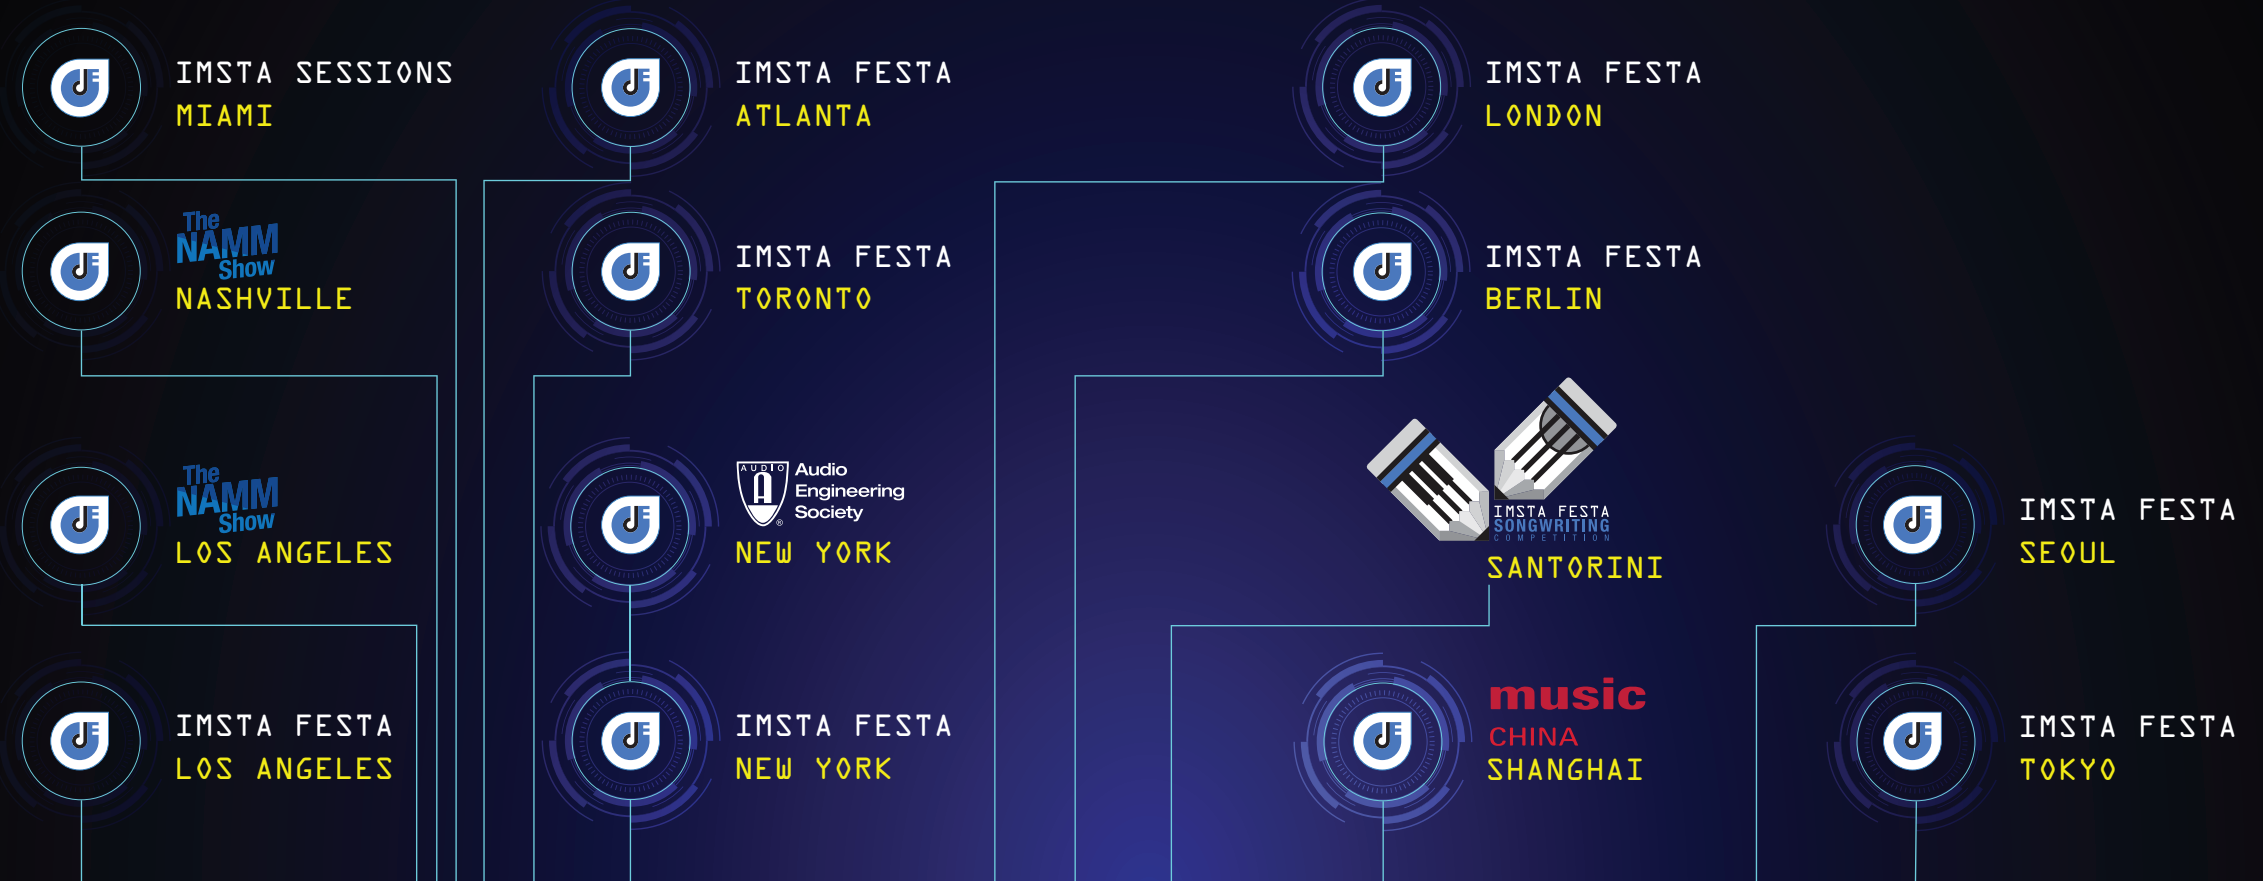 IMSTA SESSIONS
MIAMI
The
NAMM
Show
NASHVILLE
The
NAMM
Show
LOS ANGELES
IMSTA FESTA
LOS ANGELES
IMSTA FESTA
ATLANTA
IMSTA FESTA
TORONTO
AUDIO
Audio
Engineering
Society
NEW YORK
IMSTA FESTA
NEW YORK
IMSTA FESTA
LONDON
IMSTA FESTA
BERLIN
IMSTA FESTA
SONGWRITING
COMPETITION
SANTORINI
music
CHINA
SHANGHAI
IMSTA FESTA
SEOUL
IMSTA FESTA
TOKYO